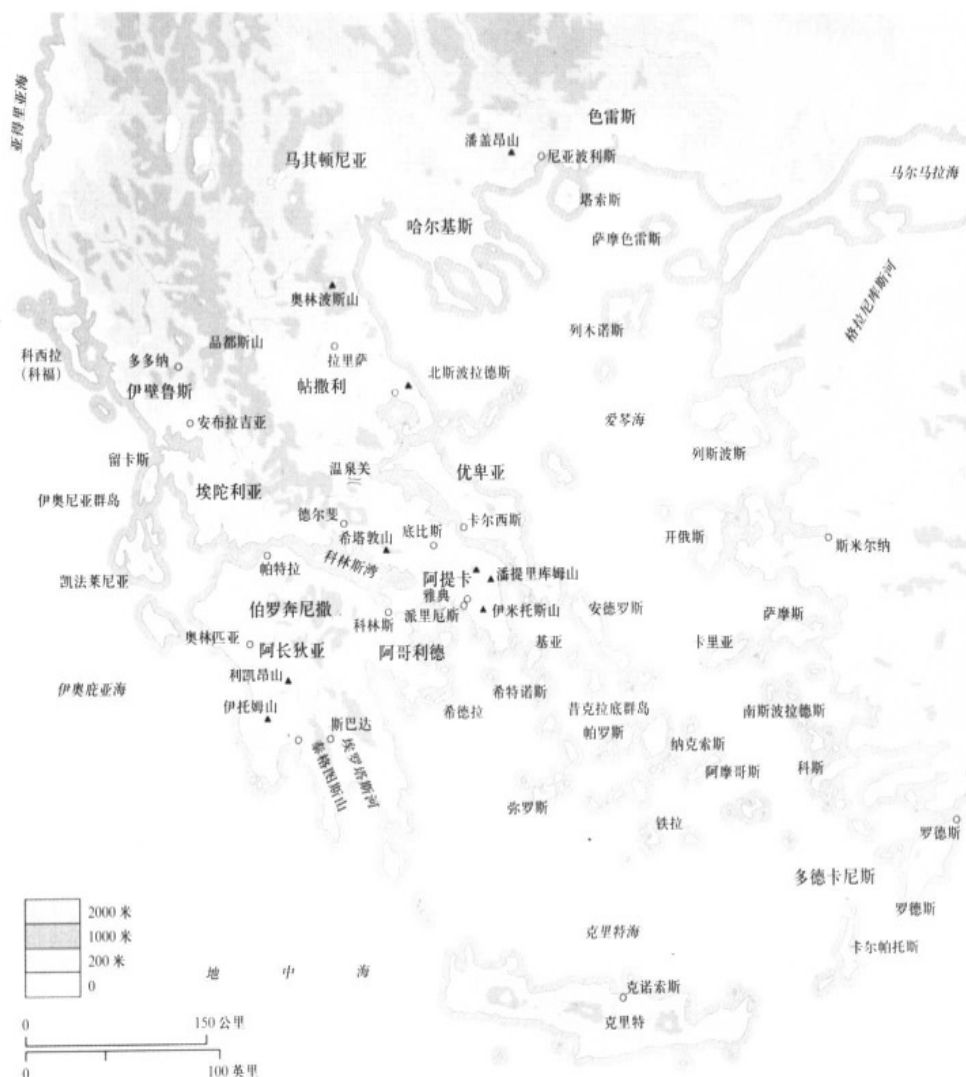 亚得里亚海
色雷斯
潘盖昂山
尼亚波利斯
马其顿尼亚
马尔马拉海
塔索斯
哈尔基斯
萨摩色雷斯
格拉尼库斯河
奥林波斯山
列木诺斯
品都斯山
拉里萨
科西拉
（科福）
多多纳
伊壁鲁斯
帖撒利
北斯波拉德斯
安布拉吉亚
爱琴海
留卡斯
温泉关
优卑亚
列斯波斯
伊奥尼亚群岛
埃陀利亚
德尔斐
底比斯
卡尔西斯
希塔敦山
开俄斯
斯米尔纳
科林斯湾
帕特拉
凯法莱尼亚
阿提卡
潘提里库姆山
雅典
伯罗奔尼撒
派里厄斯
伊米托斯山
安德罗斯
萨摩斯
科林斯
奥林匹亚
阿长狄亚
阿哥利德
基亚
卡里亚
利凯昂山
伊奥庇亚海
希特诺斯
伊托姆山
希德拉
昔克拉底群岛
南斯波拉德斯
斯巴达
帕罗斯
纳克索斯
泰格图斯山
埃罗塔斯河
阿摩哥斯
科斯
弥罗斯
铁拉
罗德斯
多德卡尼斯
罗德斯
克里特海
卡尔帕托斯
2000 米
1000 米
200 米
0
地 中 海
克诺索斯
克里特
0 150 公里
0 100 英里